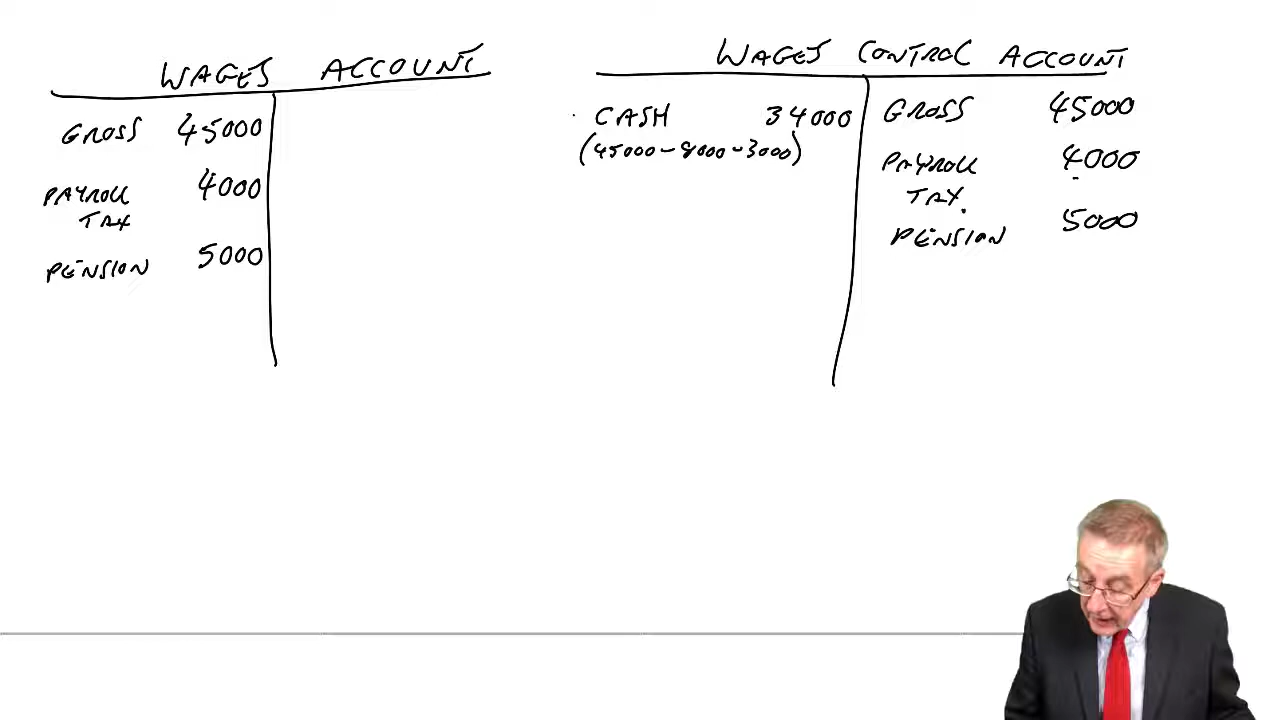 WAGES ACCOUNT
GROSS 45000
PAYROLL 4000
TAX
PENSION 5000
WAGES CONTROL ACCOUNT
CASH 34000
(45000-8000-3000)
GROSS 45000
PAYROLL 4000
TAX
PENSION 5000